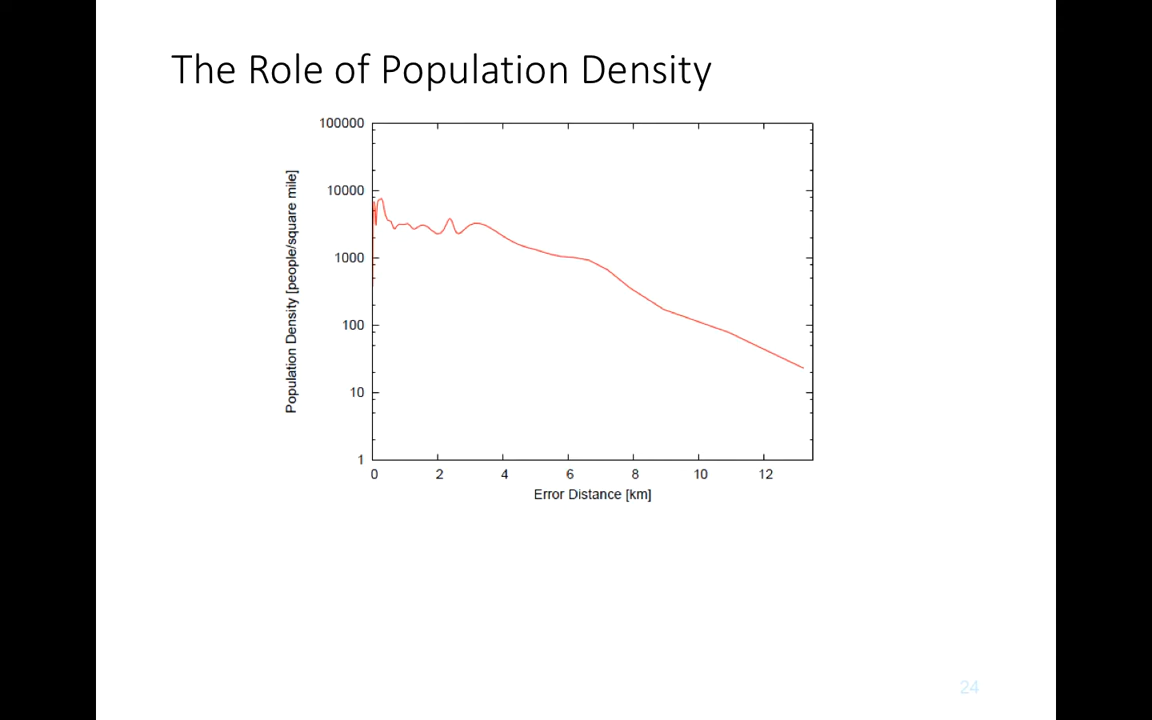 The Role of Population Density
100000
10000
1000
100
10
1
Population Density [people/square mile]
0 2 4 6 8 10 12
Error Distance [km]
24